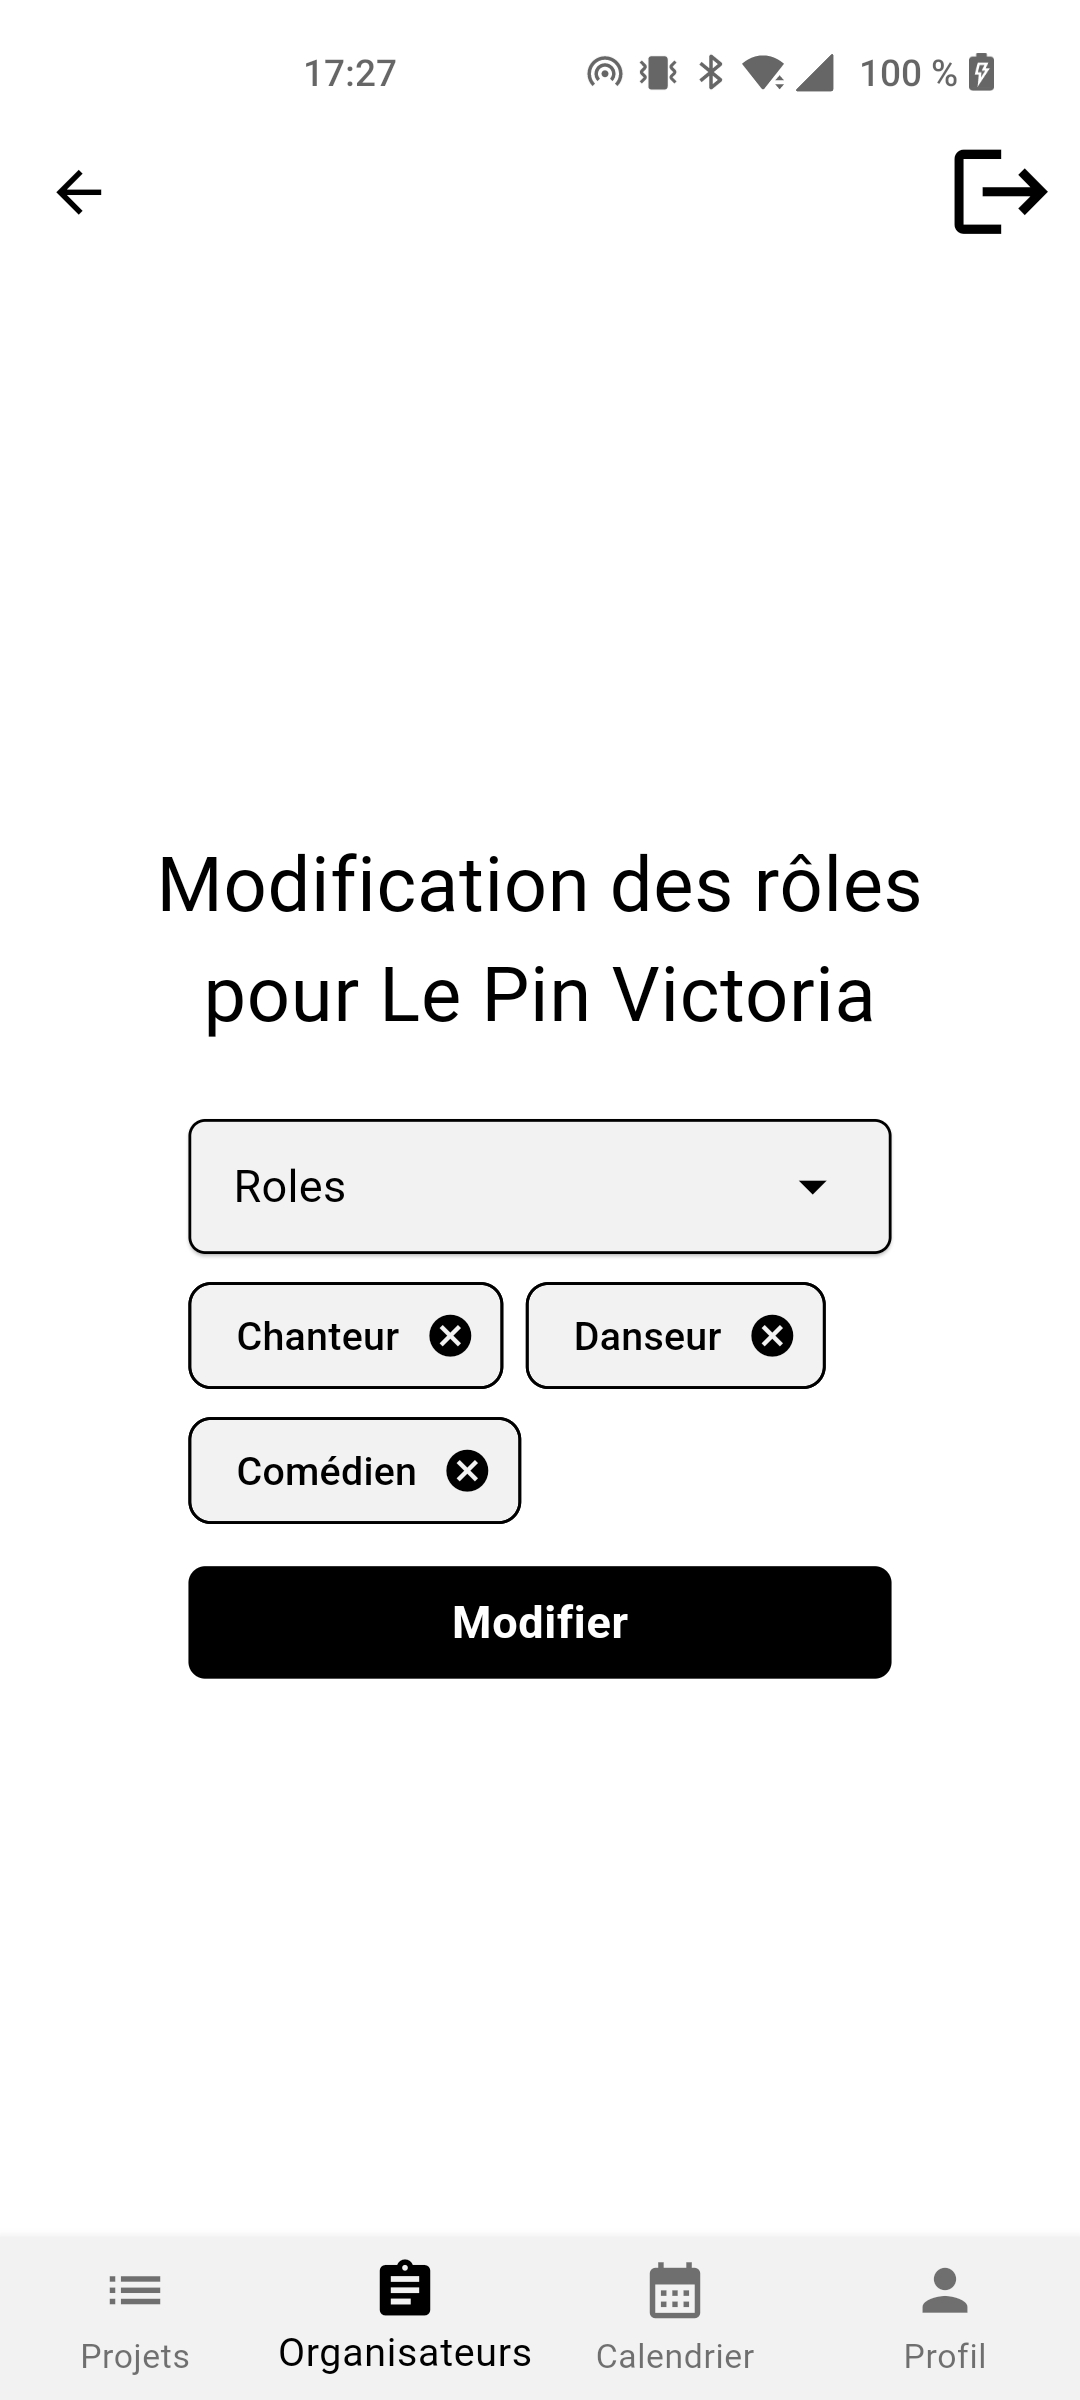 17:27 100 %
Modification des rôles
pour Le Pin Victoria
Roles
Chanteur Danseur
Comédien
Modifier
Projets Organisateurs Calendrier Profil